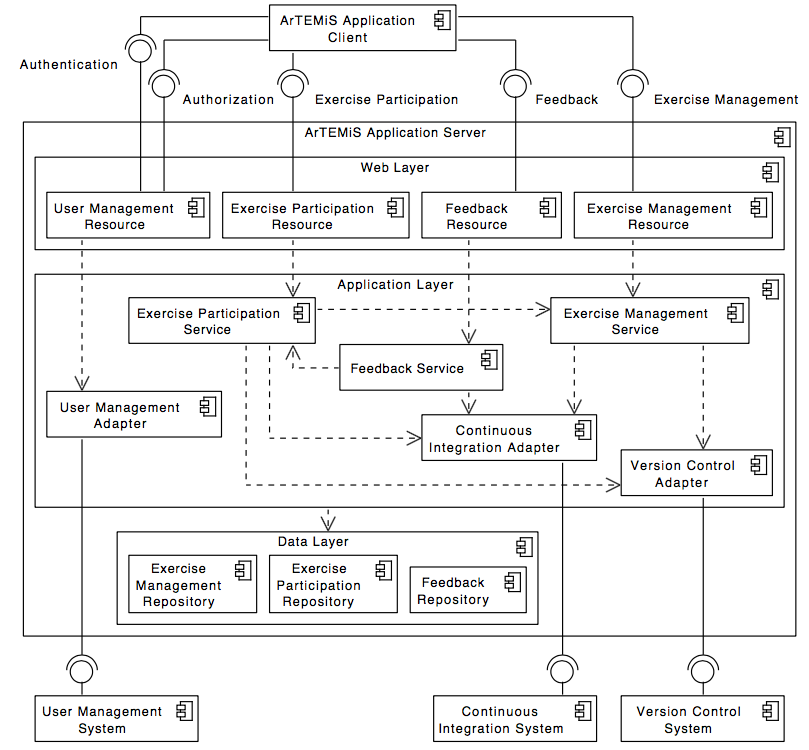 ArTEMiS Application
Client
Authentication
Authorization
Exercise Participation
Feedback
Exercise Management
ArTEMiS Application Server
Web Layer
User Management
Resource
Exercise Participation
Resource
Feedback
Resource
Exercise Management
Resource
Application Layer
Exercise Participation
Service
Exercise Management
Service
Feedback Service
User Management
Adapter
Continuous
Integration Adapter
Version Control
Adapter
Data Layer
Exercise
Management
Repository
Exercise
Participation
Repository
Feedback
Repository
User Management
System
Continuous
Integration System
Version Control
System